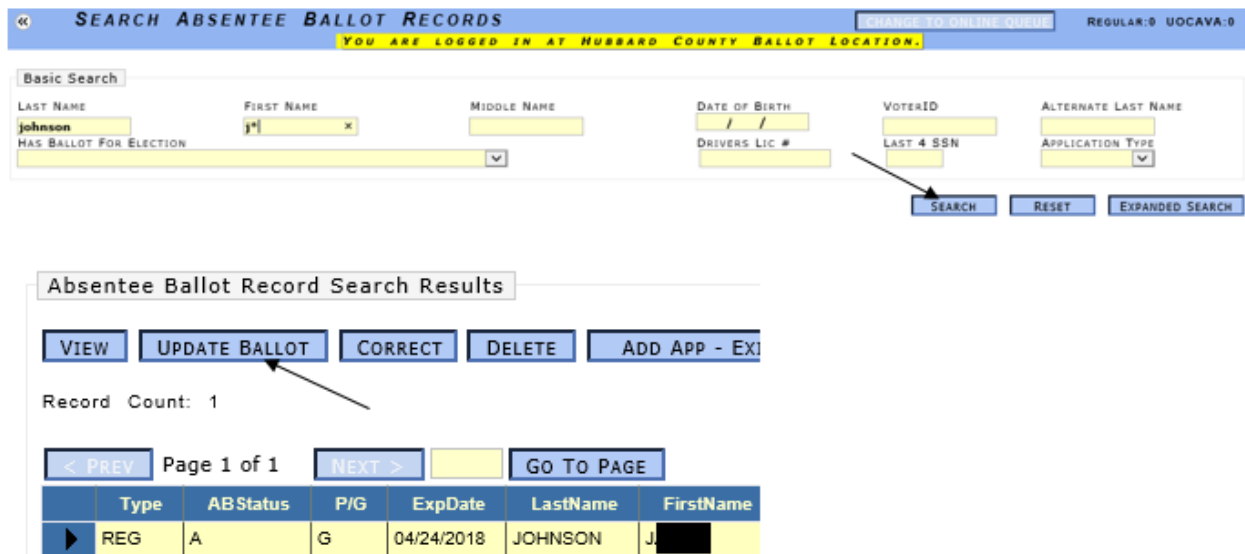 SEARCH ABSENTEE BALLOT RECORDS CHANGE TO ONLINE QUEUE REGULAR:0 UOCAVA:0
YOU ARE LOGGED IN AT HUBBARD COUNTY BALLOT LOCATION.
Basic Search
LAST NAME FIRST NAME MIDDLE NAME DATE OF BIRTH VOTERID ALTERNATE LAST NAME
johnson j* × / /
HAS BALLOT FOR ELECTION DRIVERS LIC # LAST 4 SSN APPLICATION TYPE
SEARCH RESET EXPANDED SEARCH
Absentee Ballot Record Search Results
VIEW UPDATE BALLOT CORRECT DELETE ADD APP - EXI
Record Count: 1
< PREV Page 1 of 1 NEXT > GO TO PAGE
Type ABStatus P/G ExpDate LastName FirstName
REG A G 04/24/2018 JOHNSON J